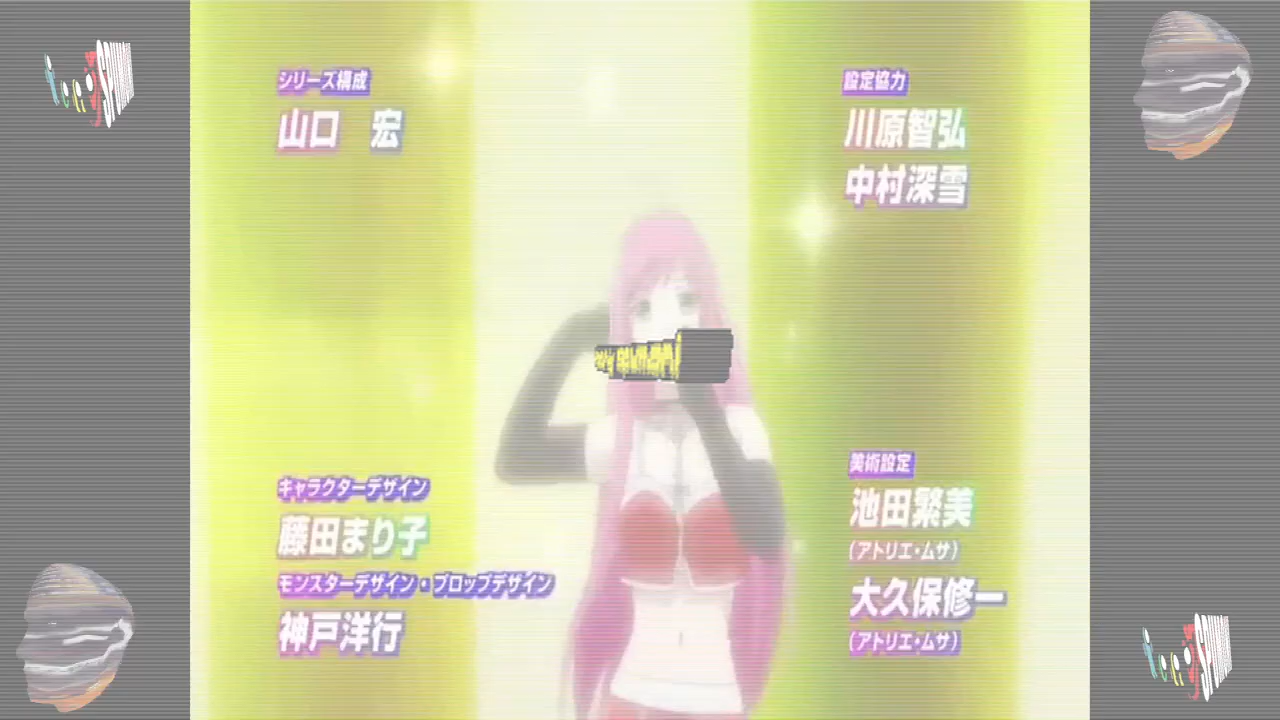 シリーズ構成
山口 宏
設定協力
川原智弘
中村深雪
キャラクターデザイン
藤田まり子
モンスターデザイン・プロップデザイン
神戸洋行
美術設定
池田繁美
(アトリエ・ムサ)
大久保修一
(アトリエ・ムサ)